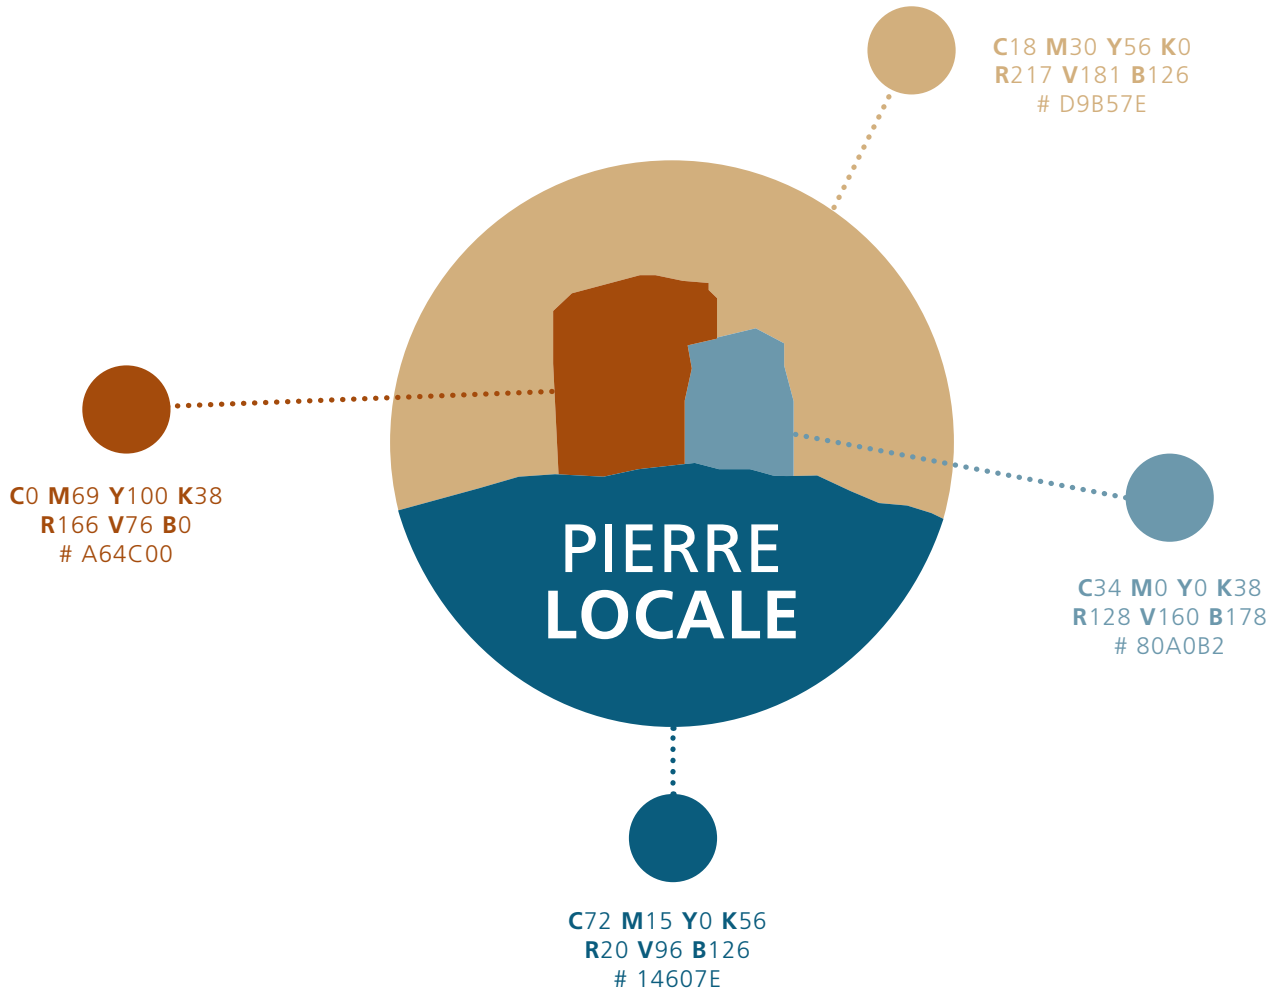 C18 M30 Y56 K0
R217 V181 B126
# D9B57E
C0 M69 Y100 K38
R166 V76 B0
# A64C00
PIERRE
LOCALE
C34 M0 Y0 K38
R128 V160 B178
# 80A0B2
C72 M15 Y0 K56
R20 V96 B126
# 14607E